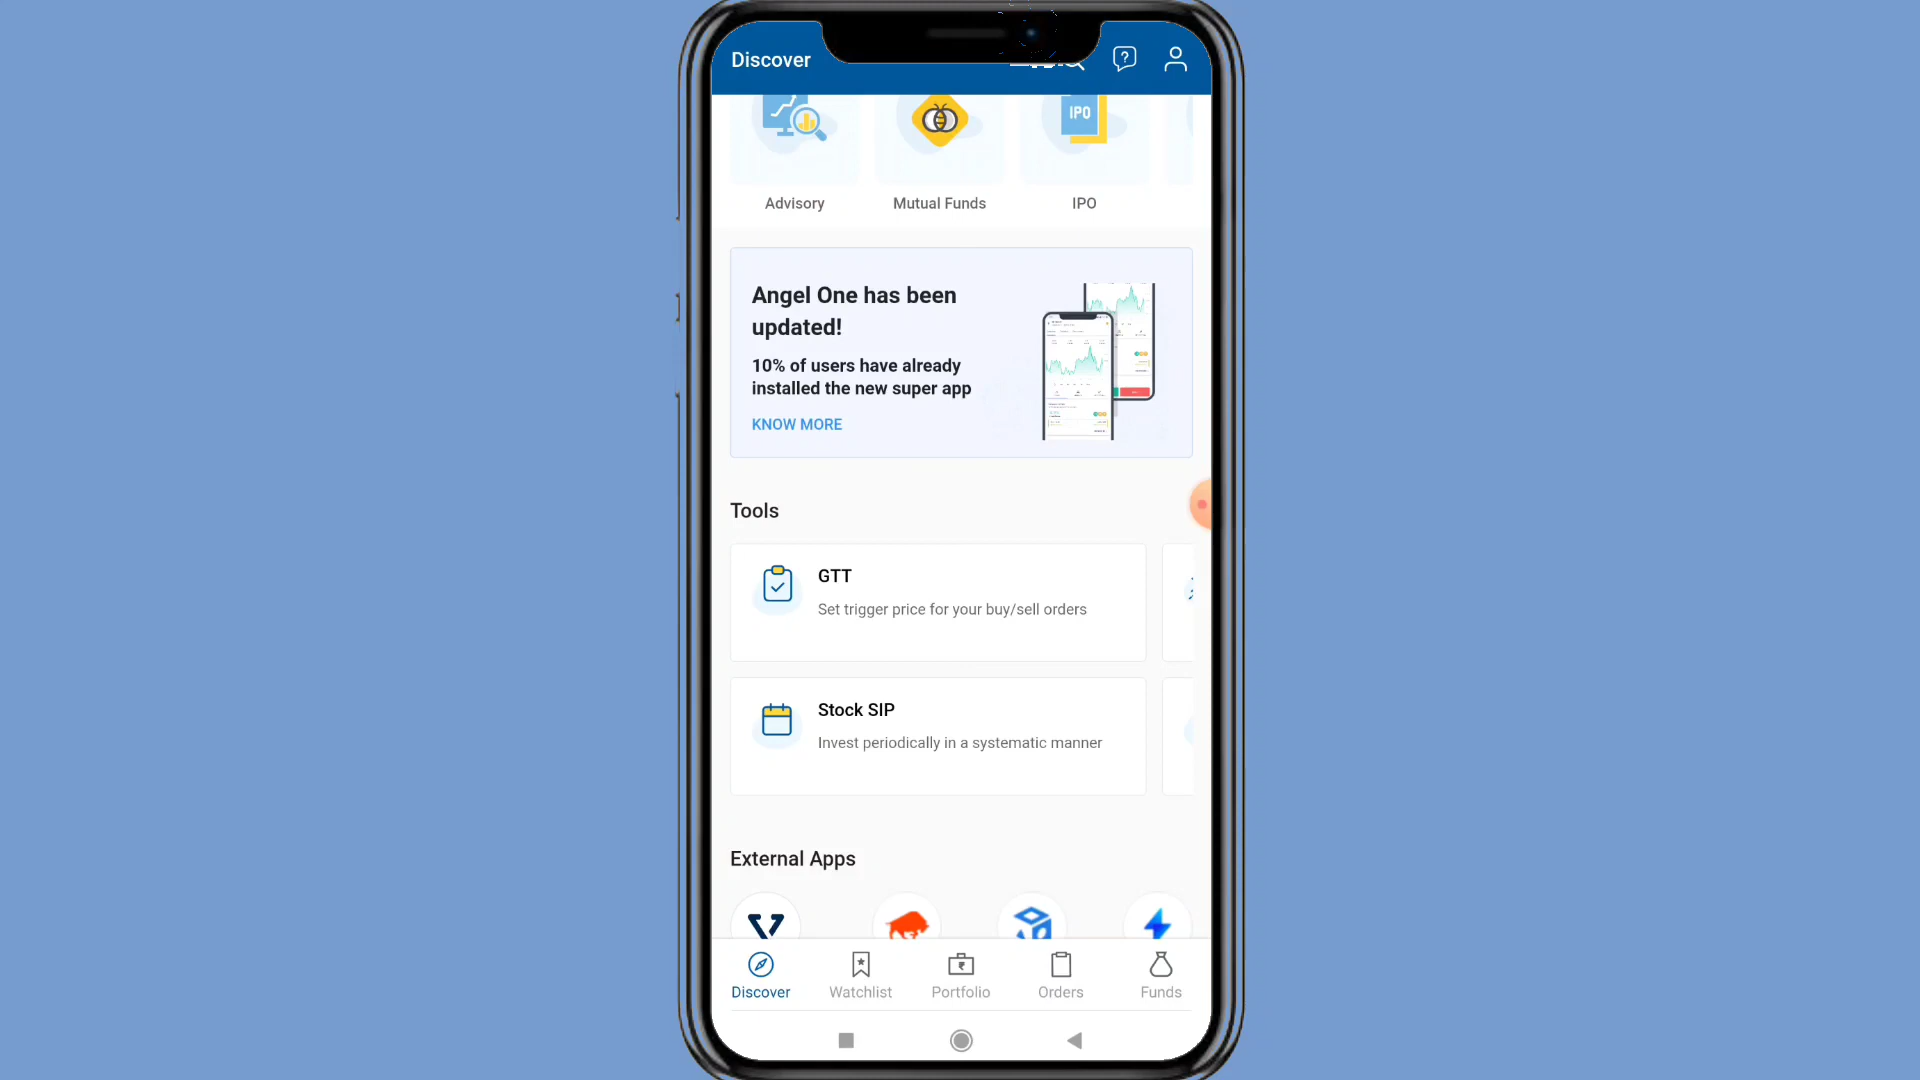 Discover
IPO
Advisory
Mutual Funds
IPO
Angel One has been
updated!
10% of users have already
installed the new super app
KNOW MORE
Tools
GTT
Set trigger price for your buy/sell orders
Stock SIP
Invest periodically in a systematic manner
External Apps
Discover
Watchlist
Portfolio
Orders
Funds